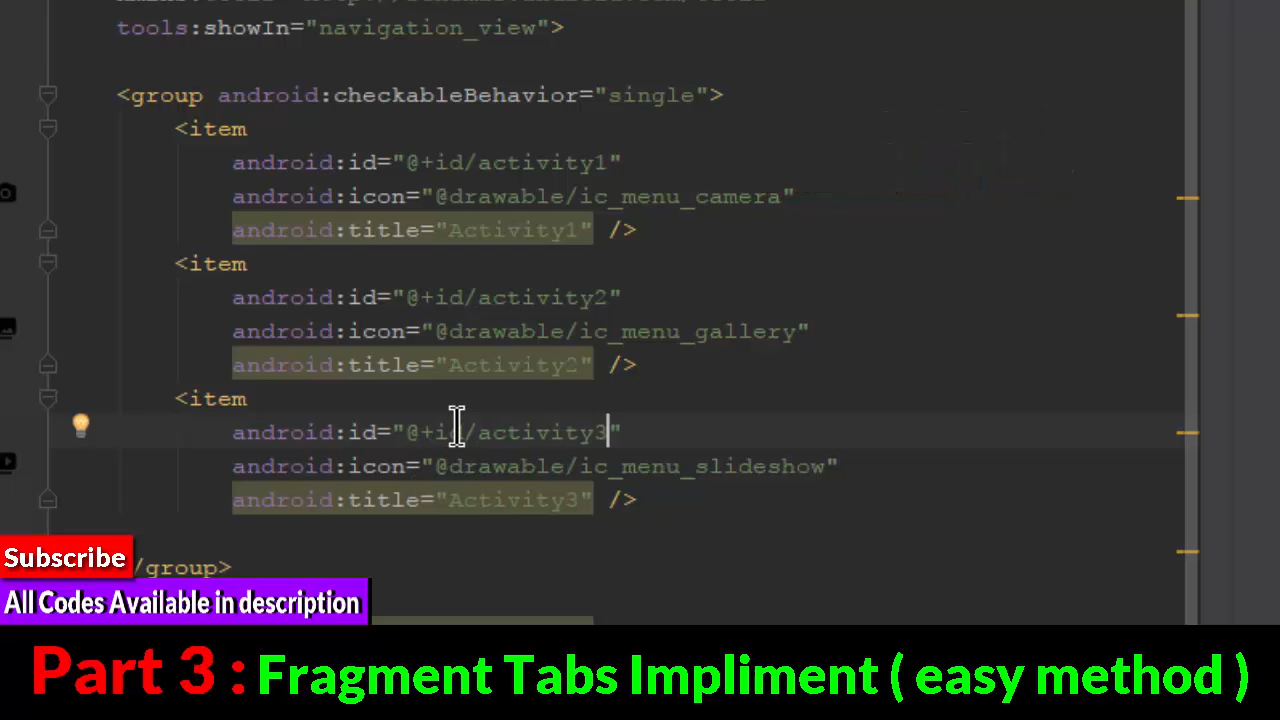 tools:showIn="navigation_view">
<group android:checkableBehavior="single">
<item
android:id="@+id/activity1"
android:icon="@drawable/ic_menu_camera"
android:title="Activity1" />
<item
android:id="@+id/activity2"
android:icon="@drawable/ic_menu_gallery"
android:title="Activity2" />
<item
android:id="@+id/activity3"
android:icon="@drawable/ic_menu_slideshow"
android:title="Activity3" />
/group>
Subscribe
All Codes Available in description
Part 3 : Fragment Tabs Impliment ( easy method )